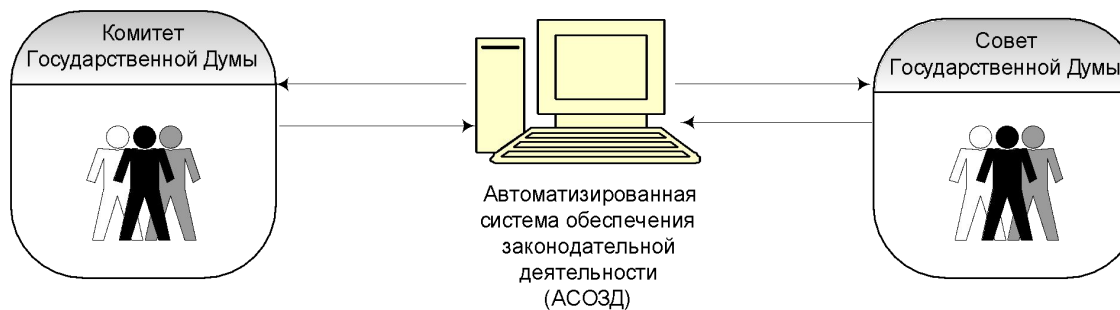 Комитет
Государственной Думы
Совет
Государственной Думы
Автоматизированная
система обеспечения
законодательной
деятельности
(АСОЗД)